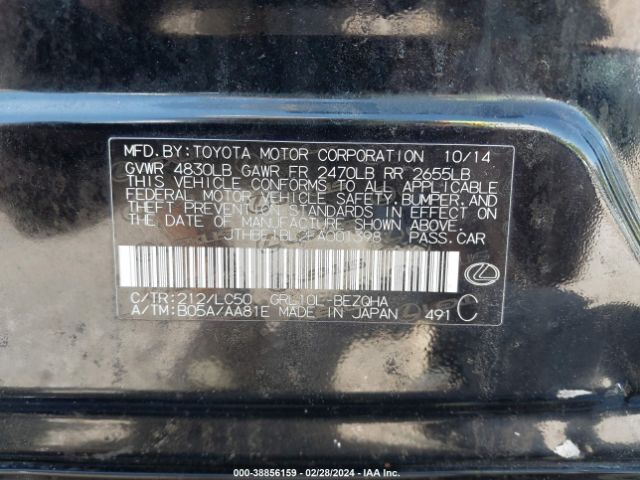 MFD.BY:TOYOTA MOTOR CORPORATION 10/14
GVWR 4830LB GAWR FR 2470LB RR 2655LB
THIS VEHICLE CONFORMS TO ALL APPLICABLE
FEDERAL MOTOR VEHICLE SAFETY,BUMPER,AND
THEFT PREVENTION STANDARDS IN EFFECT ON
THE DATE OF MANUFACTURE SHOWN ABOVE.
PASS.CAR
C/TR:212/LC50 GRL10L-BEZQHA
A/TM:B05A/AA81E MADE IN JAPAN 491 C
000-38856159 — 02/28/2024 — IAA Inc.